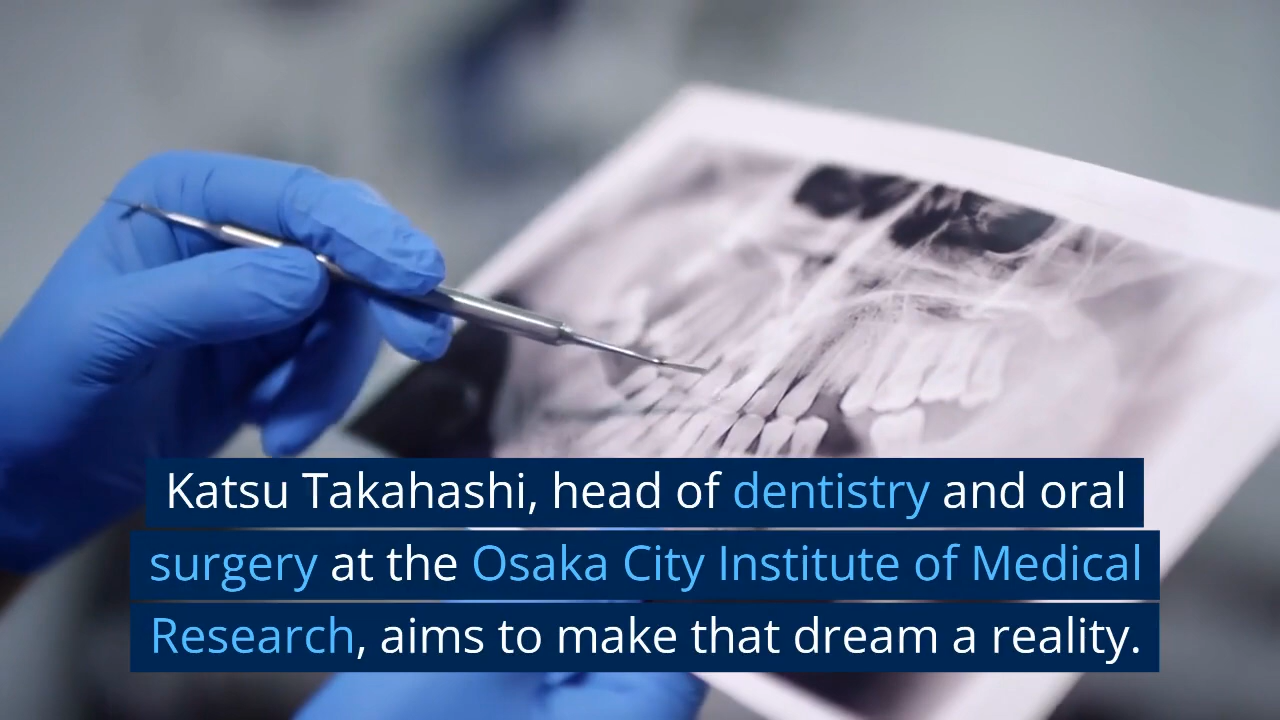 Katsu Takahashi, head of dentistry and oral
surgery at the Osaka City Institute of Medical
Research, aims to make that dream a reality.